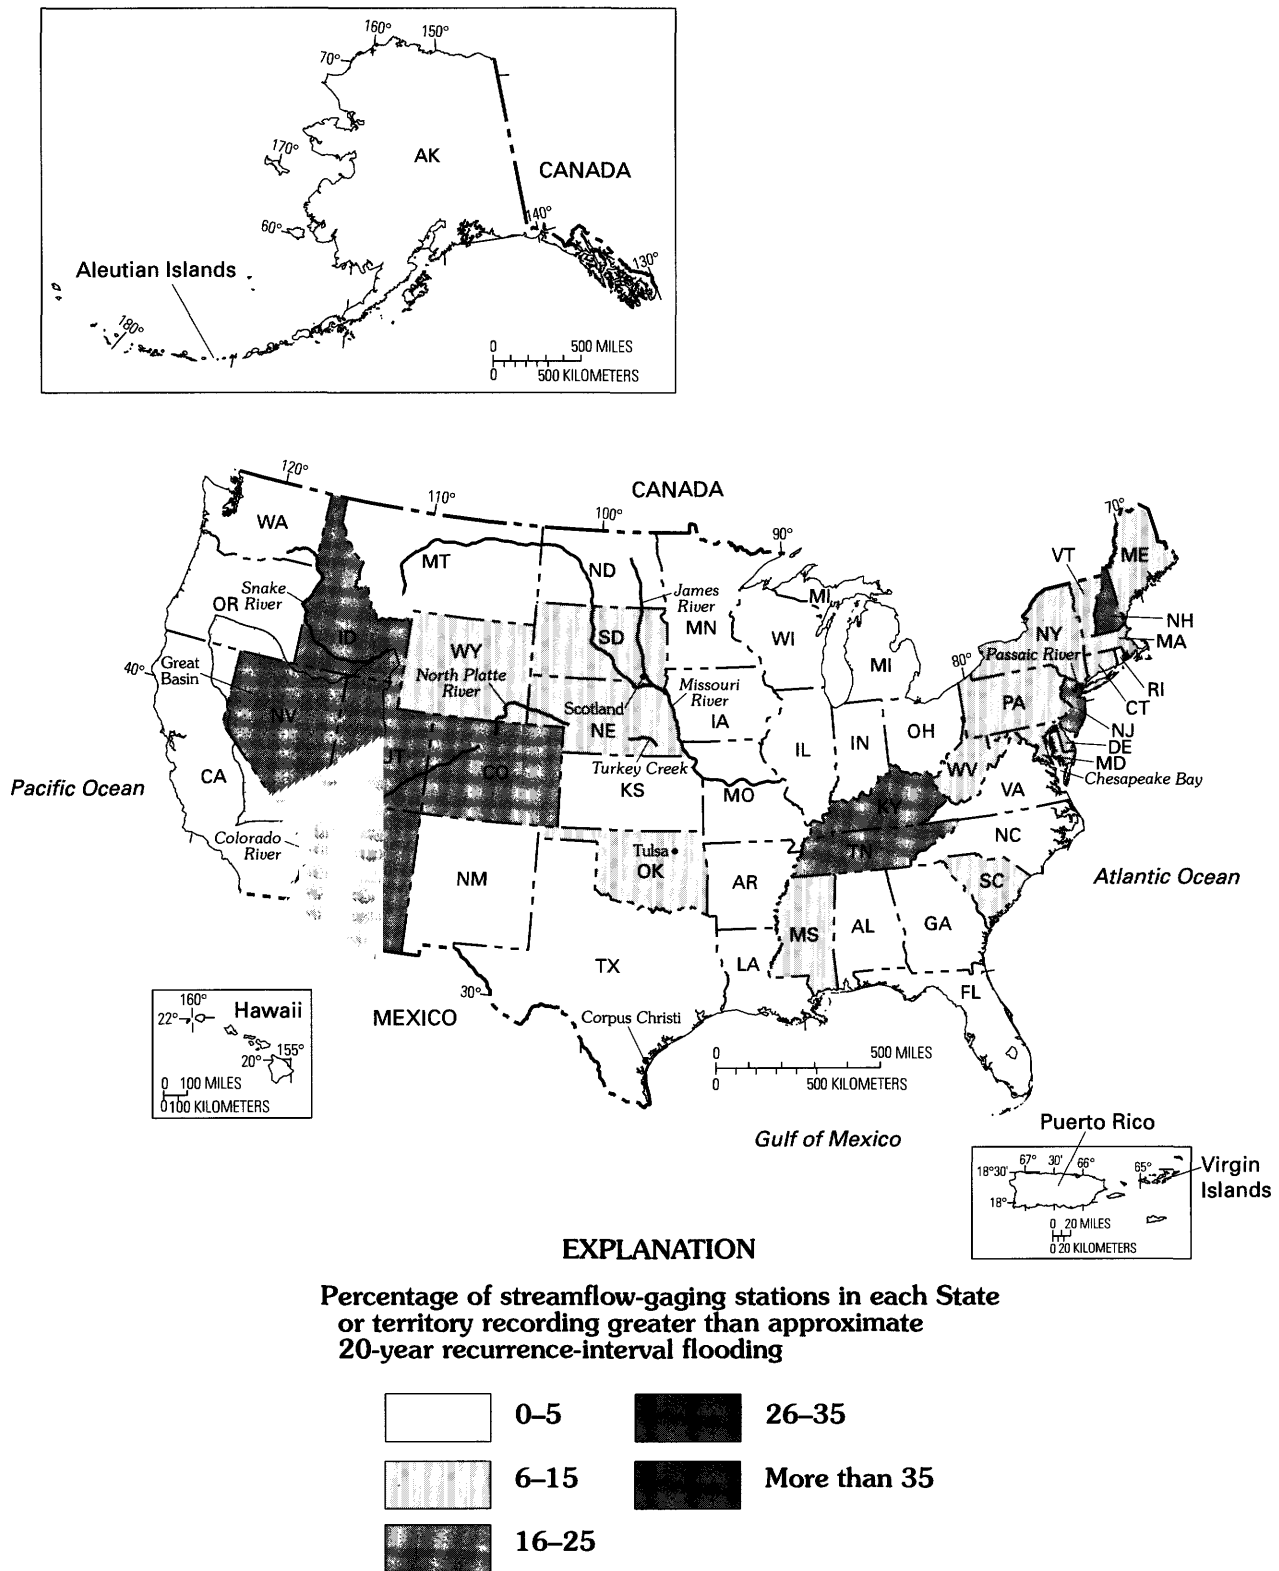 160°
150°
70°
170°
AK
CANADA
60°
140°
130°
Aleutian Islands
180°
0 500 MILES
0 500 KILOMETERS
120°
110°
CANADA
100°
90°
70°
WA
MT
ND
VT
ME
Snake
River
OR
ID
James
River
MN
MI
WI
MI
NY
NH
MA
Passaic River
80°
40°
Great
Basin
WY
SD
North Platte
River
Missouri
River
Scotland
NE
IA
PA
RI
CT
NJ
DE
MD
Chesapeake Bay
NV
IL
IN
OH
WV
VA
Pacific Ocean
CA
UT
CO
Turkey Creek
KS
MO
KY
NC
Colorado
River
Tulsa
OK
TN
Atlantic Ocean
NM
AR
SC
MS
AL
GA
TX
LA
FL
30°
MEXICO
Corpus Christi
160°
Hawaii
22°
155°
20°
0 100 MILES
0 100 KILOMETERS
0 500 MILES
0 500 KILOMETERS
Gulf of Mexico
Puerto Rico
67° 30' 66°
65°
18°30'
18°
Virgin
Islands
0 20 MILES
0 20 KILOMETERS
EXPLANATION
Percentage of streamflow-gaging stations in each State
or territory recording greater than approximate
20-year recurrence-interval flooding
0–5
26–35
6–15
More than 35
16–25